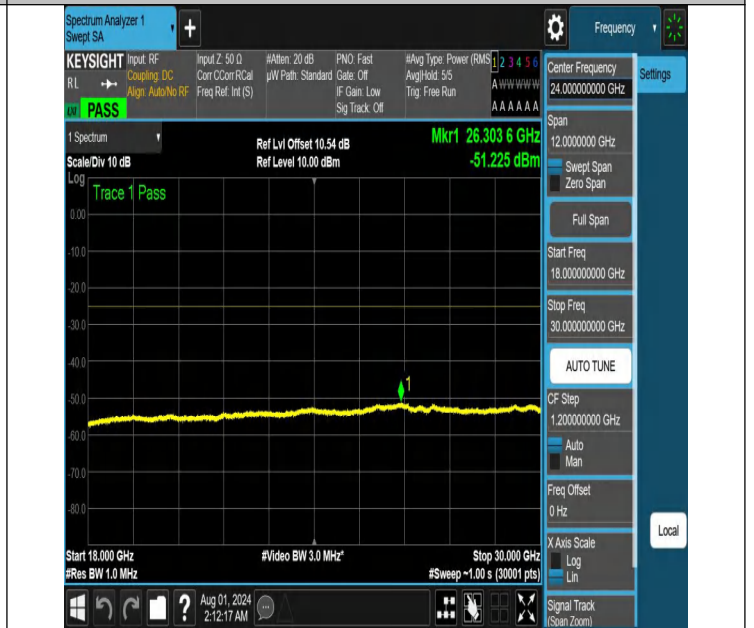 Spectrum Analyzer 1
Swept SA
+
Frequency
KEYSIGHT
RL
PASS
Input: RF
Coupling: DC
Align: Auto/No RF
Input Z: 50 Ω
Corr CCorr RCal
Freq Ref: Int (S)
#Atten: 20 dB
µW Path: Standard
PNO: Fast
Gate: Off
IF Gain: Low
Sig Track: Off
#Avg Type: Power (RMS
Avg|Hold: 5/5
Trig: Free Run
1 2 3 4 5 6
A W W W W W
A A A A A A
1 Spectrum
Scale/Div 10 dB
Ref Lvl Offset 10.54 dB
Ref Level 10.00 dBm
Mkr1 26.303 6 GHz
-51.225 dBm
Log
Trace 1 Pass
0.00
-10.0
-20.0
-30.0
-40.0
-50.0
-60.0
-70.0
-80.0
1
Start 18.000 GHz
#Res BW 1.0 MHz
#Video BW 3.0 MHz*
Stop 30.000 GHz
#Sweep ~1.00 s (30001 pts)
Center Frequency
24.000000000 GHz
Settings
Span
12.0000000 GHz
Swept Span
Zero Span
Full Span
Start Freq
18.000000000 GHz
Stop Freq
30.000000000 GHz
AUTO TUNE
CF Step
1.200000000 GHz
Auto
Man
Freq Offset
0 Hz
X Axis Scale
Log
Lin
Local
Signal Track
(Span Zoom)
?
Aug 01, 2024
2:12:17 AM